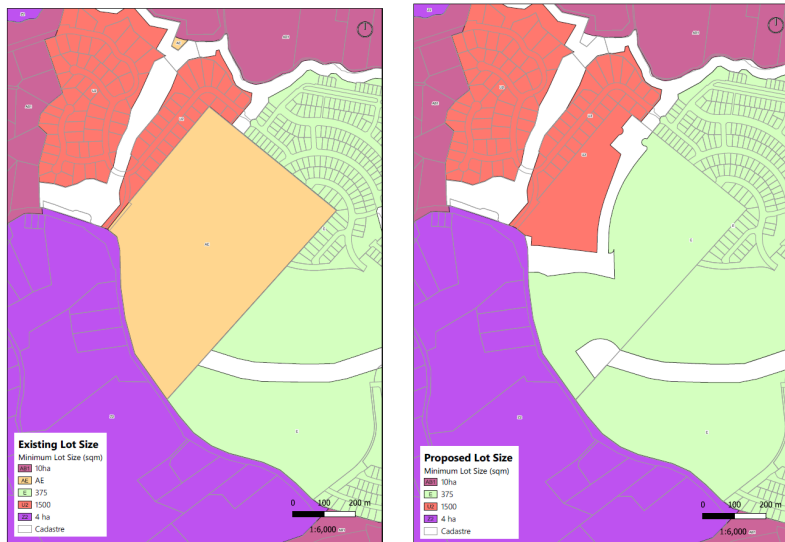 Existing Lot Size
Minimum Lot Size (sqm)
AB1 10ha
AE AE
E 375
U2 1500
Z2 4 ha
Cadastre
0 100 200 m
1:6,000
Proposed Lot Size
Minimum Lot Size (sqm)
AB1 10ha
E 375
U2 1500
Z2 4 ha
Cadastre
0 100 200 m
1:6,000